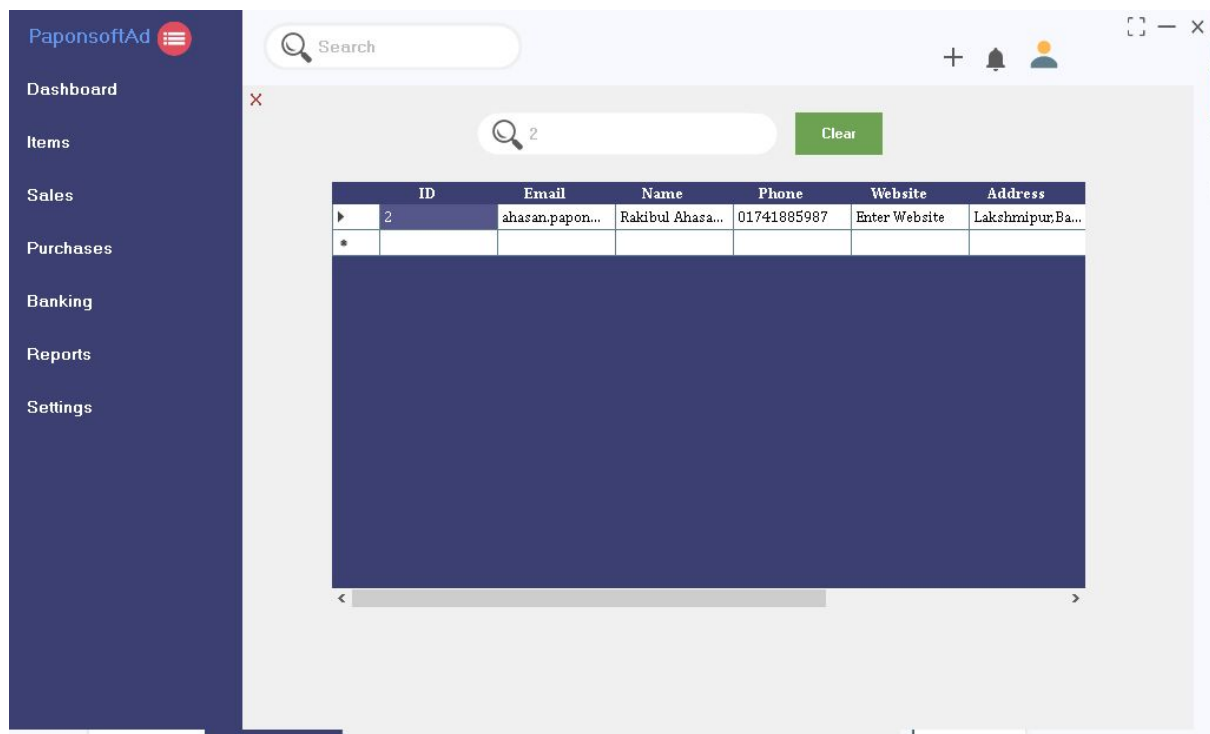 PaponsoftAd
Search
Dashboard
Items
Sales
Purchases
Banking
Reports
Settings
2
Clear
ID Email Name Phone Website Address
2 ahasan.papon... Rakibul Ahasa... 01741885987 Enter Website Lakshmipur,Ba...